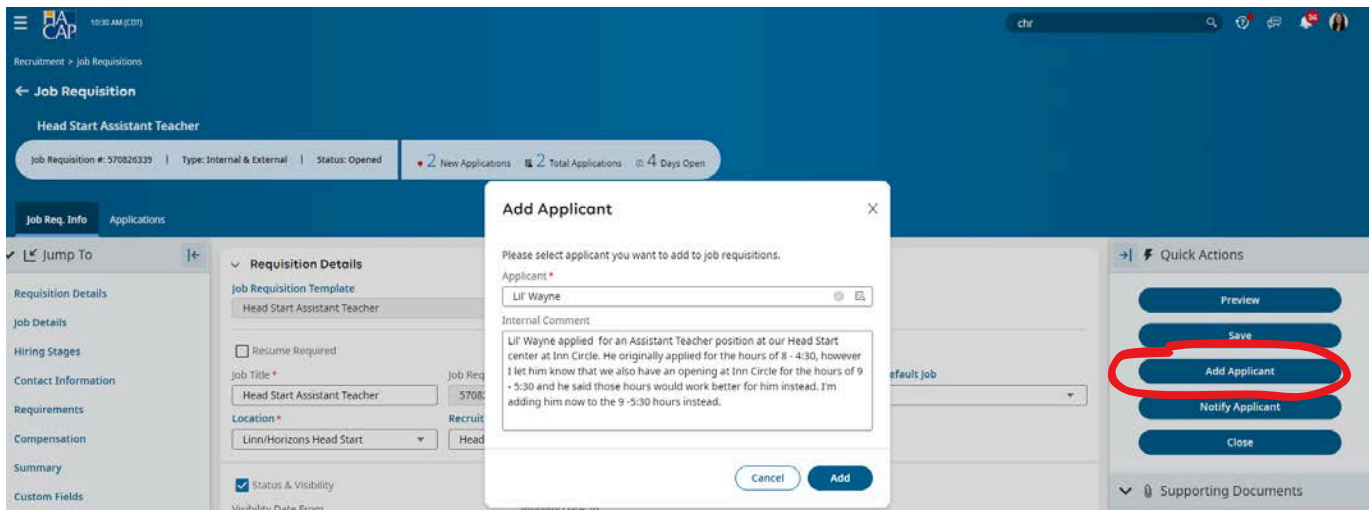 HA
CAP
10:30 AM (CDT)
chr
Recruitment > Job Requisitions
← Job Requisition
Head Start Assistant Teacher
Job Requisition #: 570826339 | Type: Internal & External | Status: Opened
2 New Applications 2 Total Applications 4 Days Open
Job Req. Info Applications
Jump To
Requisition Details
Job Details
Hiring Stages
Contact Information
Requirements
Compensation
Summary
Custom Fields
Requisition Details
Job Requisition Template
Head Start Assistant Teacher
Resume Required
Job Title *
Job Req
efault Job
Head Start Assistant Teacher
5708
Location *
Recruit
Linn/Horizons Head Start
Head
Status & Visibility
Visibility Date From
Add Applicant X
Please select applicant you want to add to job requisitions.
Applicant *
Lil' Wayne
Internal Comment
Lil' Wayne applied for an Assistant Teacher position at our Head Start
center at Inn Circle. He originally applied for the hours of 8 - 4:30, however
I let him know that we also have an opening at Inn Circle for the hours of 9
- 5:30 and he said those hours would work better for him instead. I'm
adding him now to the 9 -5:30 hours instead.
Cancel Add
Quick Actions
Preview
Save
Add Applicant
Notify Applicant
Close
Supporting Documents